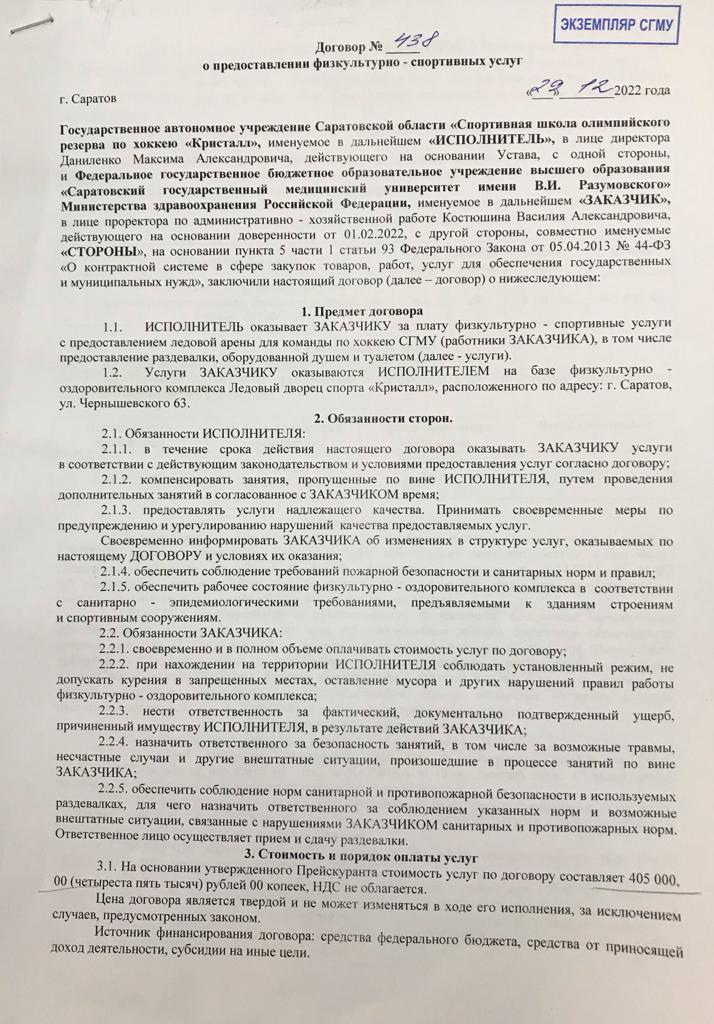 ЭКЗЕМПЛЯР СГМУ
Договор № 438
о предоставлении физкультурно - спортивных услуг
г. Саратов «29» 12 2022 года
Государственное автономное учреждение Саратовской области «Спортивная школа олимпийского
резерва по хоккею «Кристалл», именуемое в дальнейшем «ИСПОЛНИТЕЛЬ», в лице директора
Даниленко Максима Александровича, действующего на основании Устава, с одной стороны,
и Федеральное государственное бюджетное образовательное учреждение высшего образования
«Саратовский государственный медицинский университет имени В.И. Разумовского»
Министерства здравоохранения Российской Федерации, именуемое в дальнейшем «ЗАКАЗЧИК»,
в лице проректора по административно - хозяйственной работе Костюшина Василия Александровича,
действующего на основании доверенности от 01.02.2022, с другой стороны, совместно именуемые
«СТОРОНЫ», на основании пункта 5 части 1 статьи 93 Федерального Закона от 05.04.2013 № 44-ФЗ
«О контрактной системе в сфере закупок товаров, работ, услуг для обеспечения государственных
и муниципальных нужд», заключили настоящий договор (далее – договор) о нижеследующем:
1. Предмет договора
1.1. ИСПОЛНИТЕЛЬ оказывает ЗАКАЗЧИКУ за плату физкультурно - спортивные услуги
с предоставлением ледовой арены для команды по хоккею СГМУ (работники ЗАКАЗЧИКА), в том числе
предоставление раздевалки, оборудованной душем и туалетом (далее - услуги).
1.2. Услуги ЗАКАЗЧИКУ оказываются ИСПОЛНИТЕЛЕМ на базе физкультурно -
оздоровительного комплекса Ледовый дворец спорта «Кристалл», расположенного по адресу: г. Саратов,
ул. Чернышевского 63.
2. Обязанности сторон.
2.1. Обязанности ИСПОЛНИТЕЛЯ:
2.1.1. в течение срока действия настоящего договора оказывать ЗАКАЗЧИКУ услуги
в соответствии с действующим законодательством и условиями предоставления услуг согласно договору;
2.1.2. компенсировать занятия, пропущенные по вине ИСПОЛНИТЕЛЯ, путем проведения
дополнительных занятий в согласованное с ЗАКАЗЧИКОМ время;
2.1.3. предоставлять услуги надлежащего качества. Принимать своевременные меры по
предупреждению и урегулированию нарушений качества предоставляемых услуг.
Своевременно информировать ЗАКАЗЧИКА об изменениях в структуре услуг, оказываемых по
настоящему ДОГОВОРУ и условиях их оказания;
2.1.4. обеспечить соблюдение требований пожарной безопасности и санитарных норм и правил;
2.1.5. обеспечить рабочее состояние физкультурно - оздоровительного комплекса в соответствии
с санитарно - эпидемиологическими требованиями, предъявляемыми к зданиям строениям
и спортивным сооружениям.
2.2. Обязанности ЗАКАЗЧИКА:
2.2.1. своевременно и в полном объеме оплачивать стоимость услуг по договору;
2.2.2. при нахождении на территории ИСПОЛНИТЕЛЯ соблюдать установленный режим, не
допускать курения в запрещенных местах, оставление мусора и других нарушений правил работы
физкультурно - оздоровительного комплекса;
2.2.3. нести ответственность за фактический, документально подтвержденный ущерб,
причиненный имуществу ИСПОЛНИТЕЛЯ, в результате действий ЗАКАЗЧИКА;
2.2.4. назначить ответственного за безопасность занятий, в том числе за возможные травмы,
несчастные случаи и другие внештатные ситуации, произошедшие в процессе занятий по вине
ЗАКАЗЧИКА;
2.2.5. обеспечить соблюдение норм санитарной и противопожарной безопасности в используемых
раздевалках, для чего назначить ответственного за соблюдением указанных норм и возможные
внештатные ситуации, связанные с нарушениями ЗАКАЗЧИКОМ санитарных и противопожарных норм.
Ответственное лицо осуществляет прием и сдачу раздевалки.
3. Стоимость и порядок оплаты услуг
3.1. На основании утвержденного Прейскуранта стоимость услуг по договору составляет 405 000,
00 (четыреста пять тысяч) рублей 00 копеек, НДС не облагается.
Цена договора является твердой и не может изменяться в ходе его исполнения, за исключением
случаев, предусмотренных законом.
Источник финансирования договора: средства федерального бюджета, средства от приносящей
доход деятельности, субсидии на иные цели.